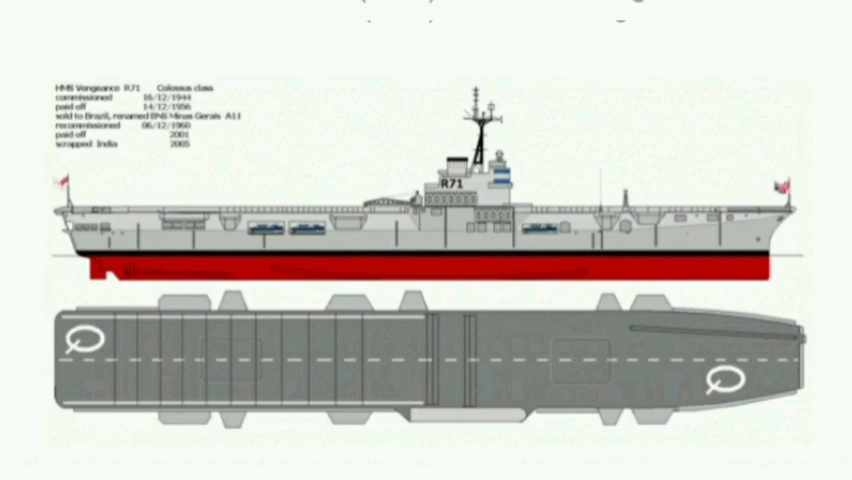 HMS Vengeance R71 Colossus class
commissioned 16/12/1944
paid off 14/12/1956
sold to Brazil, renamed BNS Minas Gerais A11
recommissioned 06/12/1960
paid off 2001
scrapped India 2005
R71
Q
Q